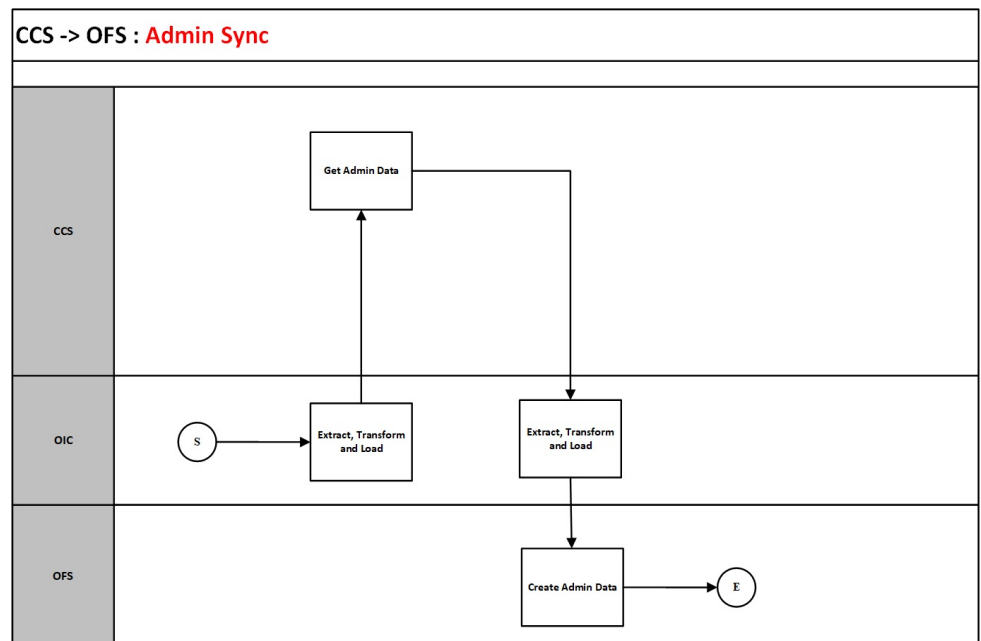 CCS -> OFS : Admin Sync
CCS
Get Admin Data
OIC
S
Extract, Transform
and Load
Extract, Transform
and Load
OFS
Create Admin Data
E